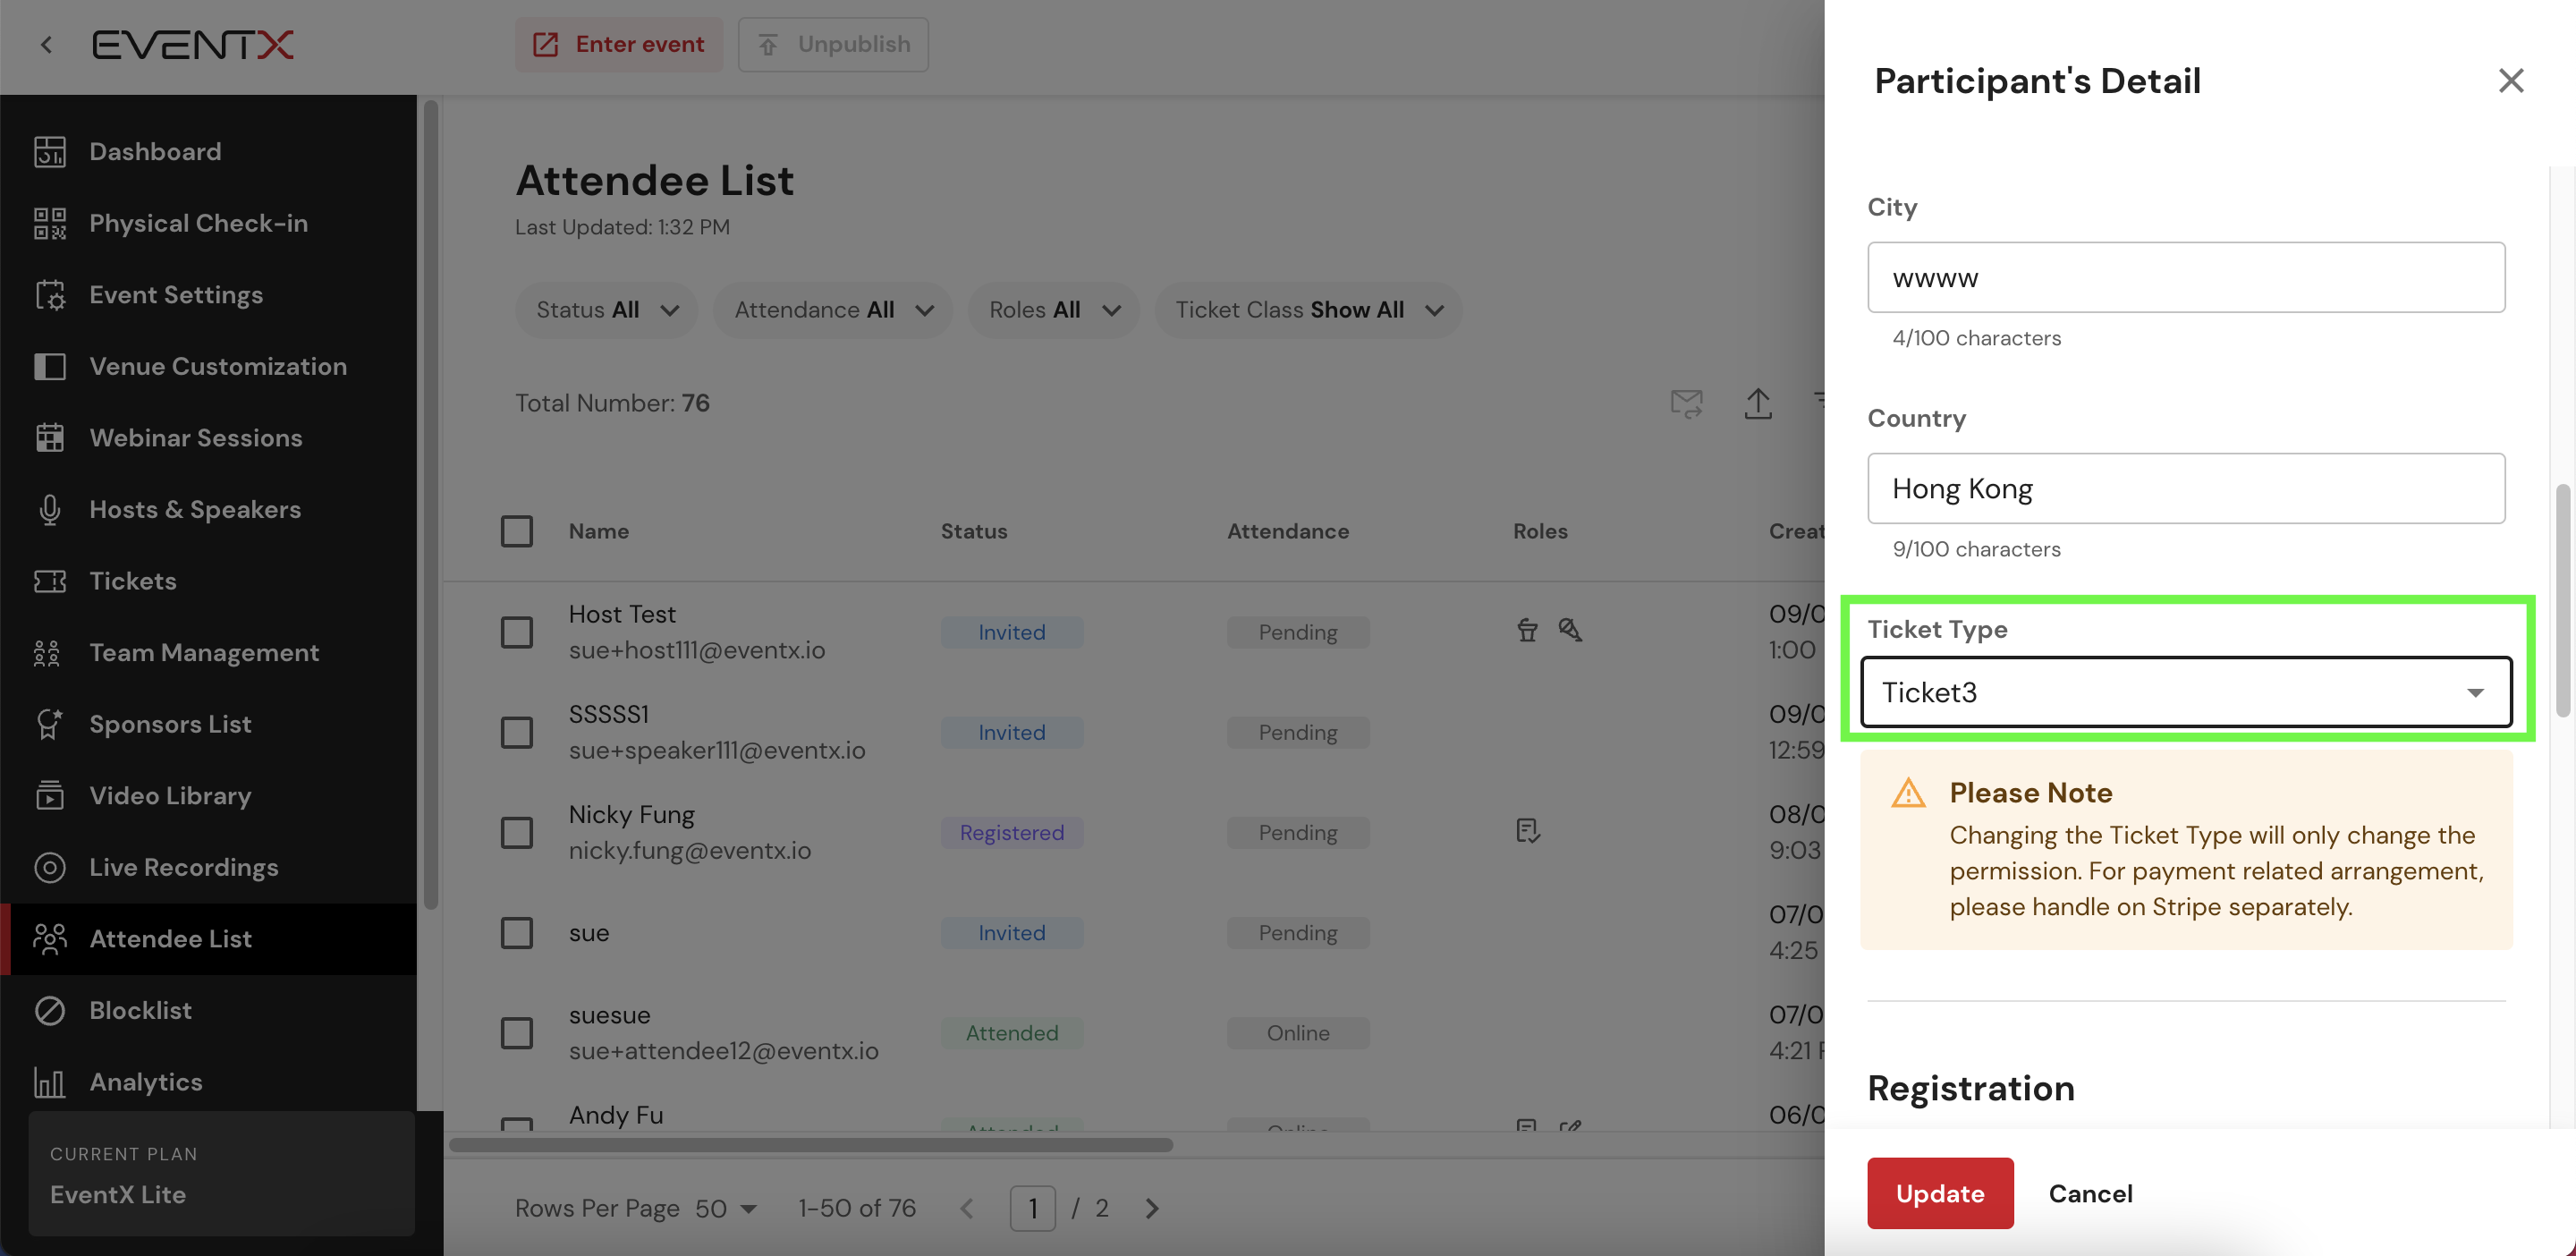 EVENTX
Enter event
Unpublish
Dashboard
Physical Check-in
Event Settings
Venue Customization
Webinar Sessions
Hosts & Speakers
Tickets
Team Management
Sponsors List
Video Library
Live Recordings
Attendee List
Blocklist
Analytics
CURRENT PLAN
EventX Lite
Attendee List
Last Updated: 1:32 PM
Status All
Attendance All
Roles All
Ticket Class Show All
Total Number: 76
Name Status Attendance Roles Creat
Host Test
sue+host111@eventx.io
Invited
Pending
09/0
1:00
SSSSS1
sue+speaker111@eventx.io
Invited
Pending
09/0
12:59
Nicky Fung
nicky.fung@eventx.io
Registered
Pending
08/0
9:03
sue
Invited
Pending
07/0
4:25
suesue
sue+attendee12@eventx.io
Attended
Online
07/0
4:21 P
Andy Fu
Attended
Online
06/0
Rows Per Page 50 1-50 of 76 1 / 2
Participant's Detail
City
wwww
4/100 characters
Country
Hong Kong
9/100 characters
Ticket Type
Ticket3
Please Note
Changing the Ticket Type will only change the
permission. For payment related arrangement,
please handle on Stripe separately.
Registration
Update
Cancel